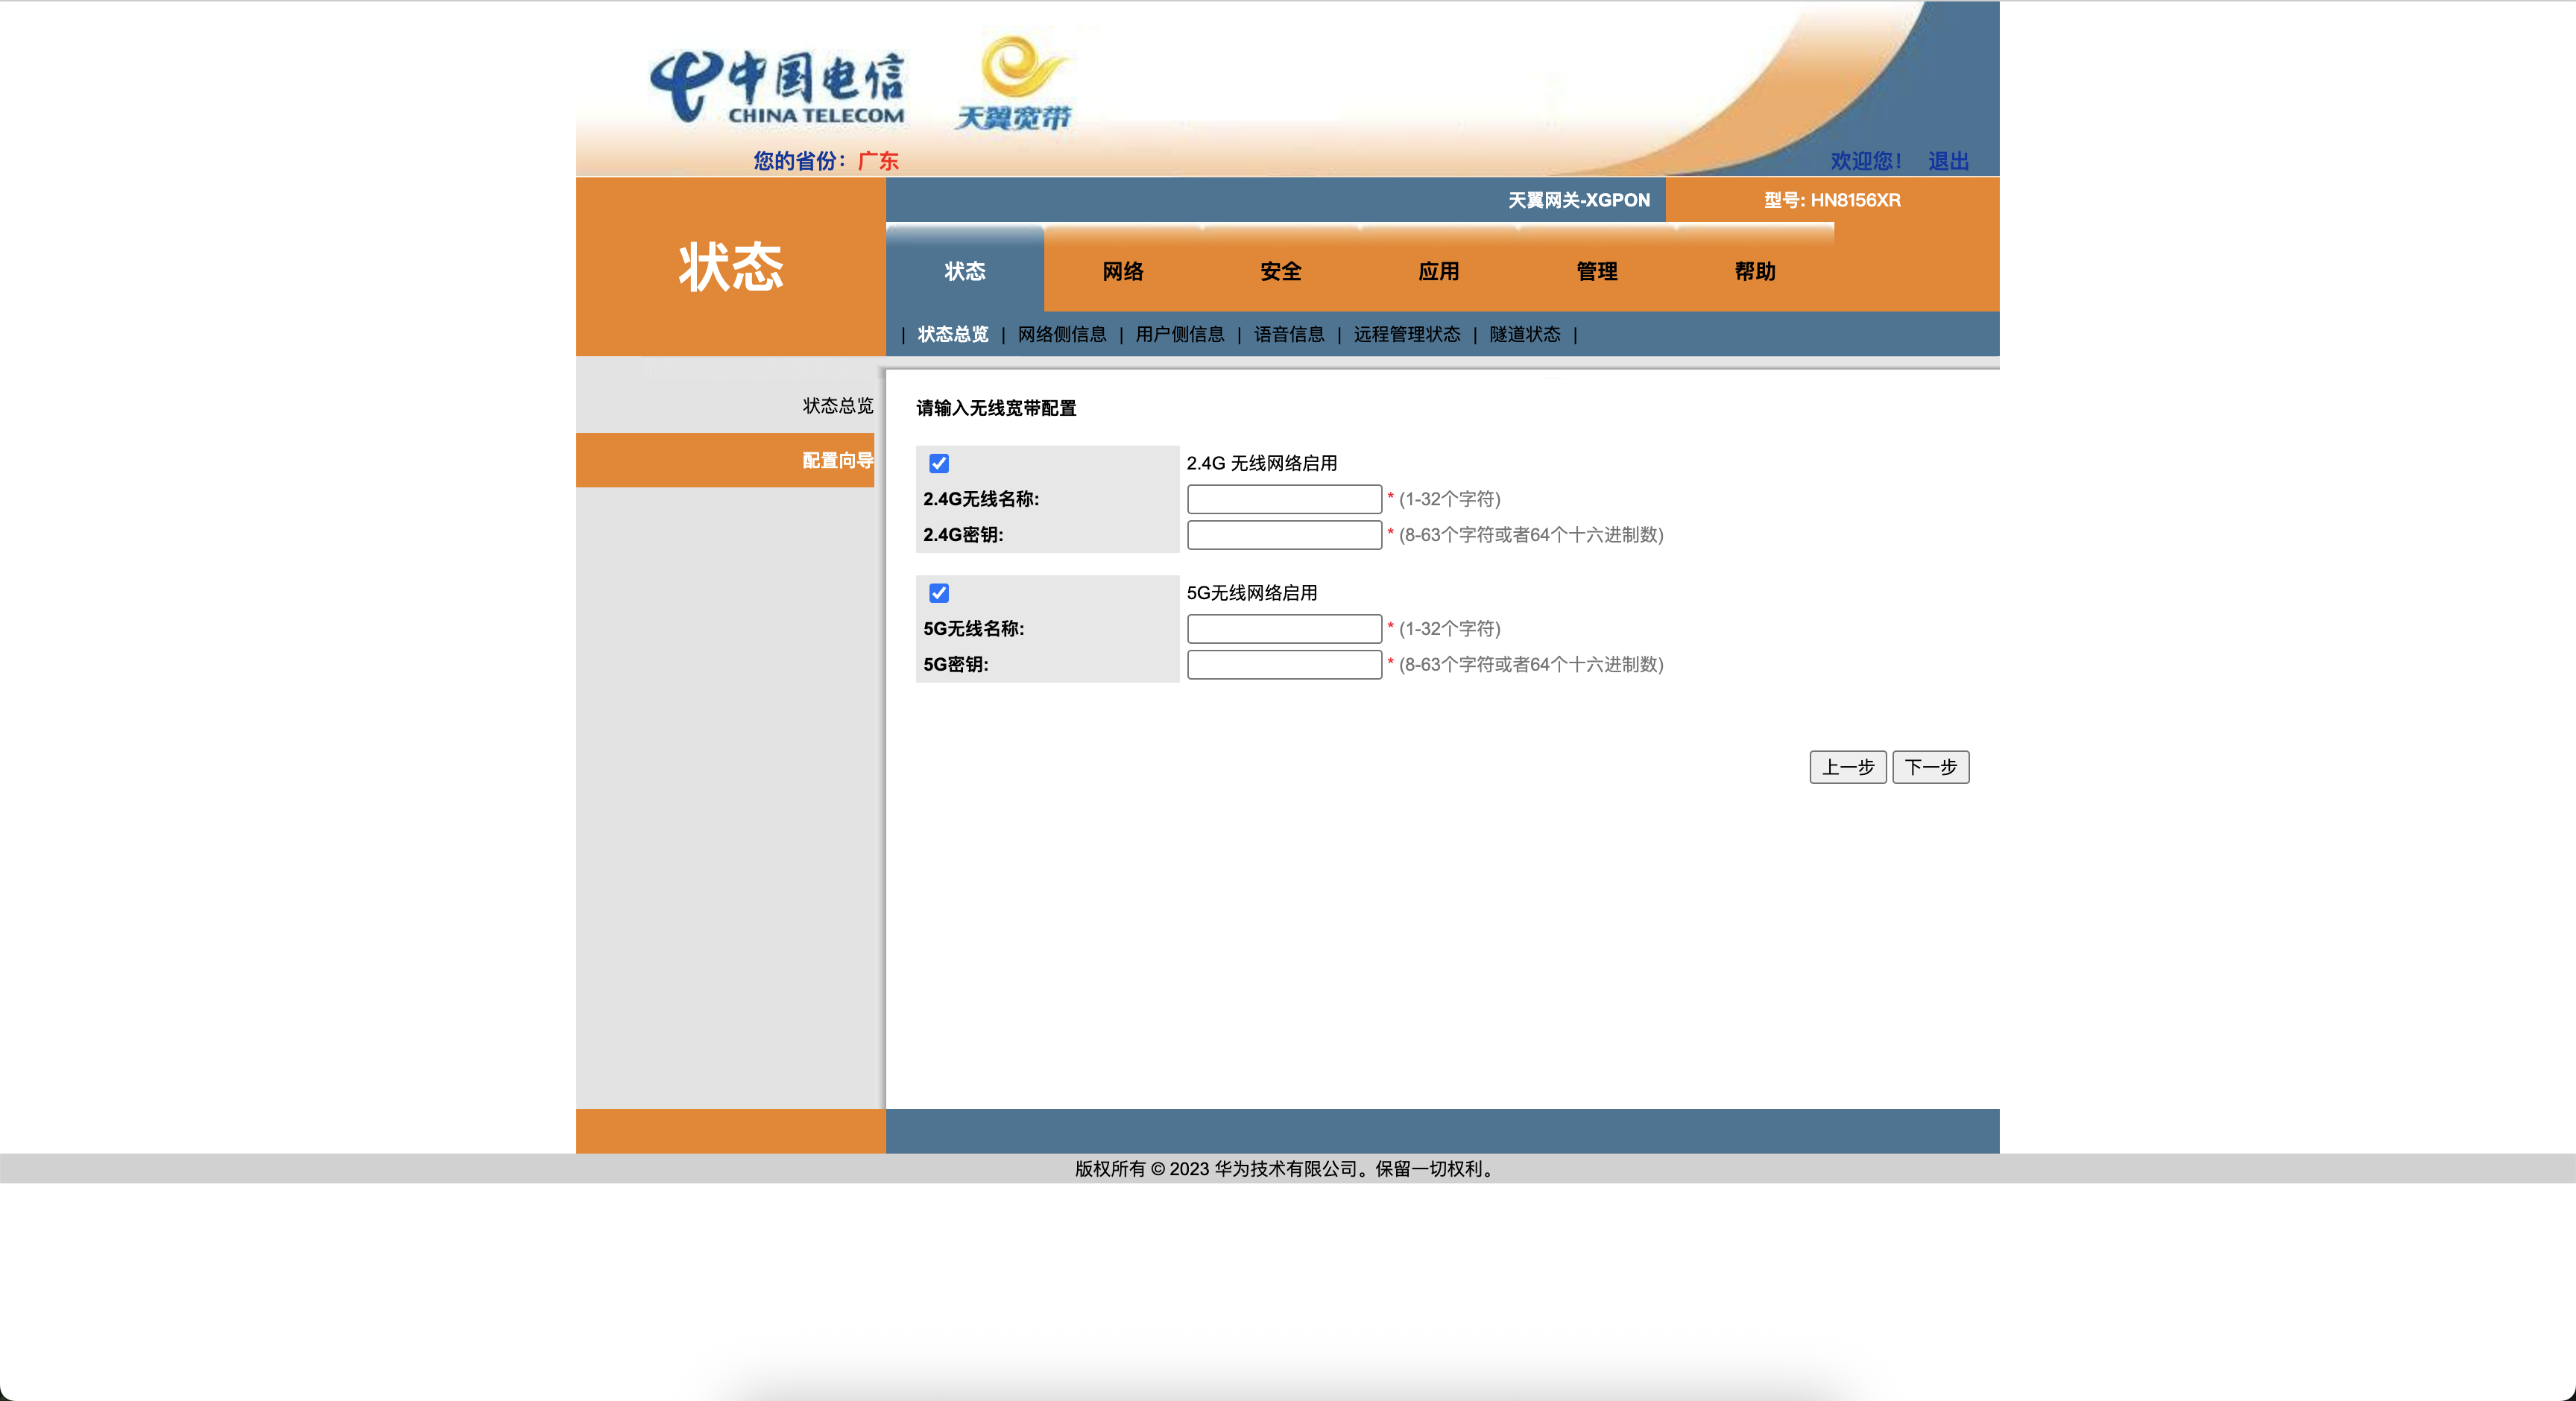 中国电信
CHINA TELECOM
天翼宽带
您的省份：广东
欢迎您！ 退出
天翼网关-XGPON 型号: HN8156XR
状态
状态 网络 安全 应用 管理 帮助
| 状态总览 | 网络侧信息 | 用户侧信息 | 语音信息 | 远程管理状态 | 隧道状态 |
状态总览
配置向导
请输入无线宽带配置
2.4G 无线网络启用
2.4G无线名称: * (1-32个字符)
2.4G密钥: * (8-63个字符或者64个十六进制数)
5G无线网络启用
5G无线名称: * (1-32个字符)
5G密钥: * (8-63个字符或者64个十六进制数)
上一步 下一步
版权所有 © 2023 华为技术有限公司。保留一切权利。